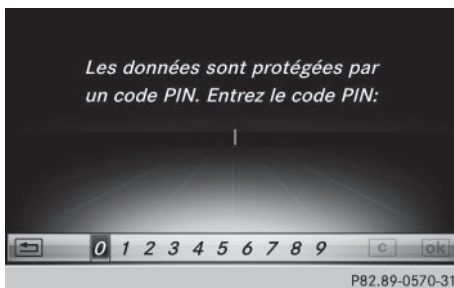 Les données sont protégées par
un code PIN. Entrez le code PIN:
0 1 2 3 4 5 6 7 8 9 c ok
P82.89-0570-31